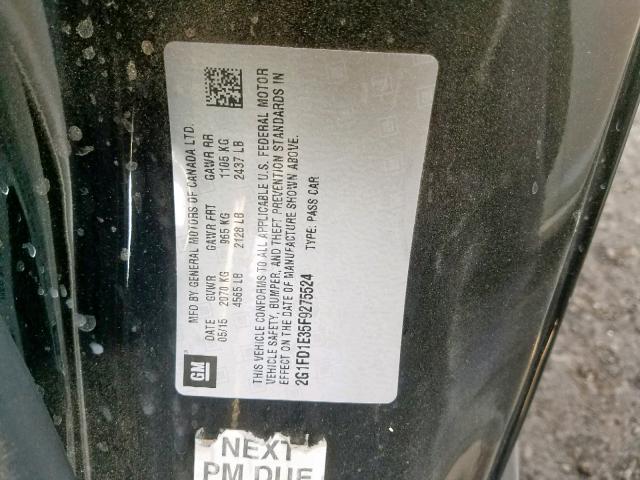 GM
MFD BY GENERAL MOTORS OF CANADA LTD.
DATE GVWR GAWR FRT GAWR RR
05/15 2070 KG 965 KG 1105 KG
4565 LB 2128 LB 2437 LB
THIS VEHICLE CONFORMS TO ALL APPLICABLE U.S. FEDERAL MOTOR
VEHICLE SAFETY, BUMPER, AND THEFT PREVENTION STANDARDS IN
EFFECT ON THE DATE OF MANUFACTURE SHOWN ABOVE.
2G1FD1E35F9275524 TYPE: PASS CAR
NEXT
PM DUE